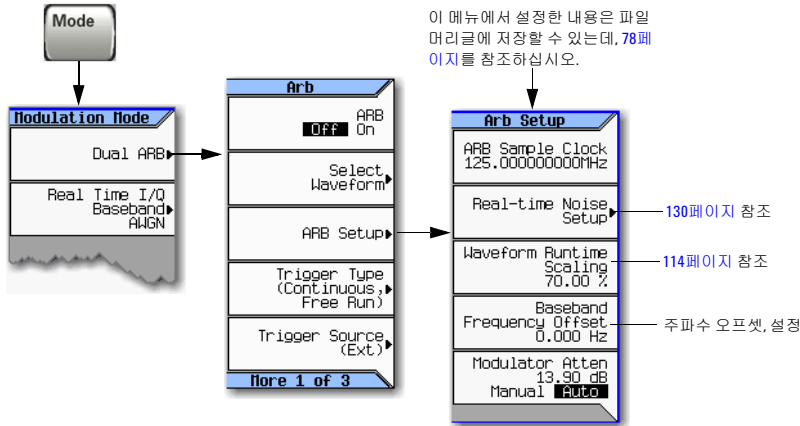 Mode
이 메뉴에서 설정한 내용은 파일
머리글에 저장할 수 있는데, 78페
이지를 참조하십시오.
Modulation Mode
Dual ARB
Real Time I/Q
Baseband
AWGN
Arb
ARB
Off On
Select
Waveform
ARB Setup
Trigger Type
(Continuous,
Free Run)
Trigger Source
(Ext)
More 1 of 3
Arb Setup
ARB Sample Clock
125.000000000MHz
Real-time Noise
Setup
130페이지 참조
Waveform Runtime
Scaling
70.00 %
114페이지 참조
Baseband
Frequency Offset
0.000 Hz
주파수 오프셋, 설정
Modulator Atten
13.90 dB
Manual Auto